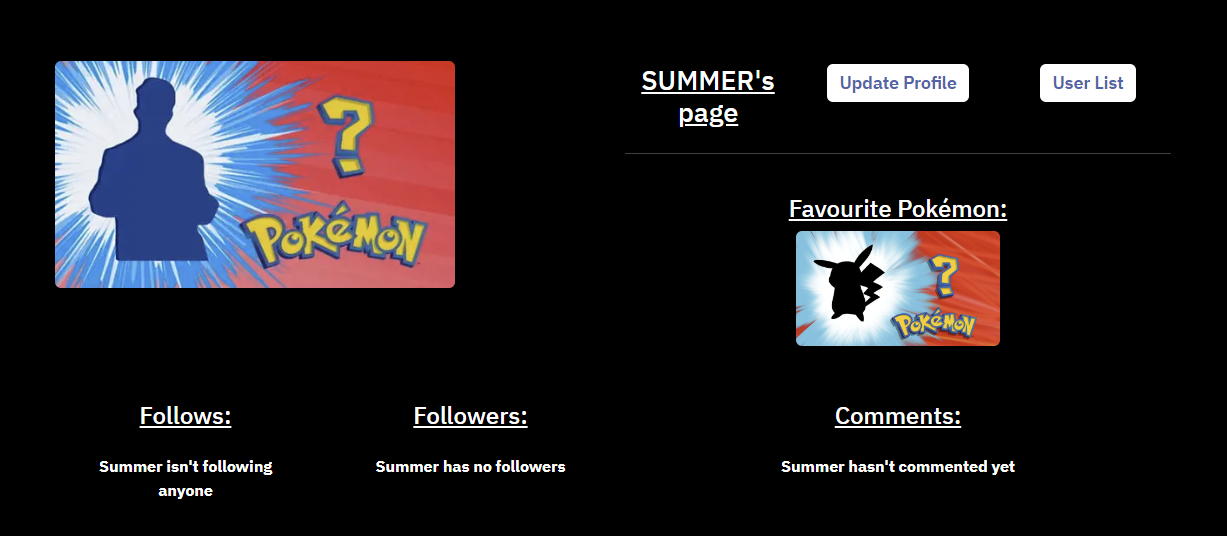 ?
POKéMON
SUMMER's
page
Update Profile
User List
Favourite Pokémon:
?
POKéMON
Follows:
Summer isn't following
anyone
Followers:
Summer has no followers
Comments:
Summer hasn't commented yet